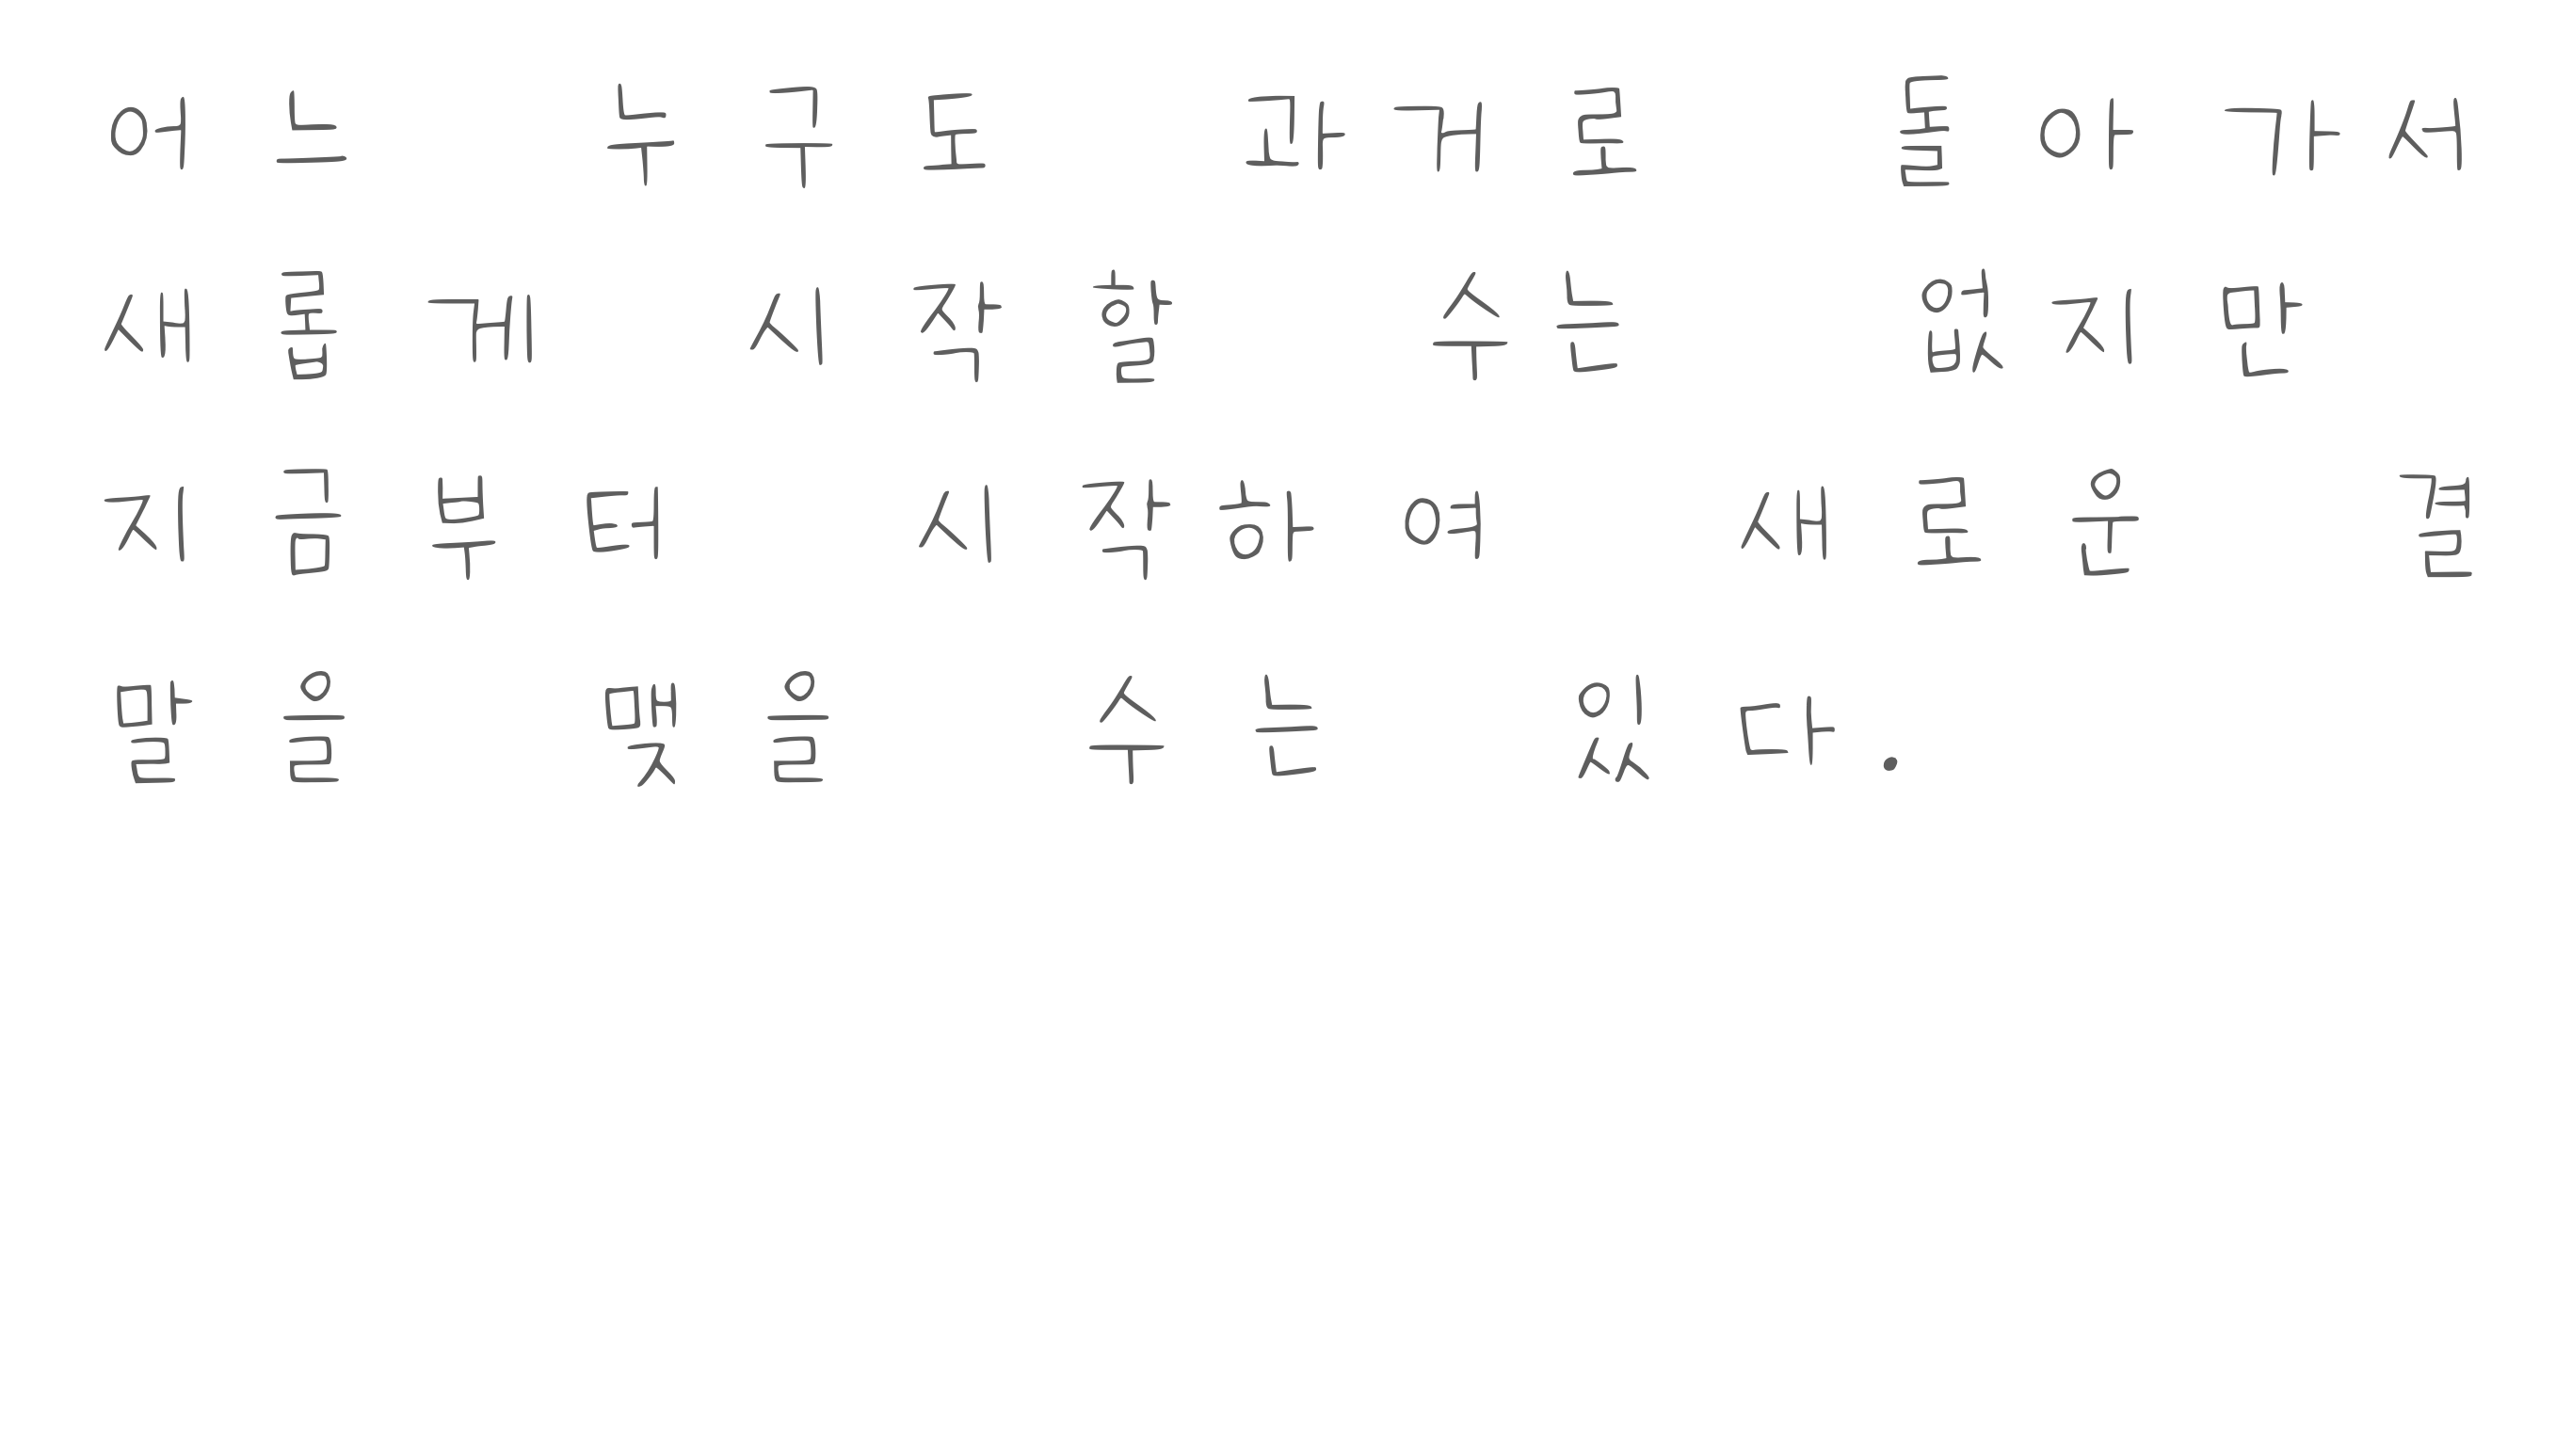 어느 누구도 과거로 돌아가서
새롭게 시작할 수는 없지만
지금부터 시작하여 새로운 결
말을 맺을 수는 있다.